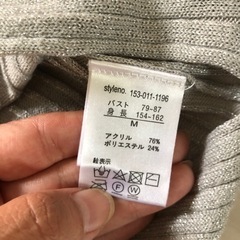 styleno. 153-011-1196
バスト 79-87
身長 154-162
M
アクリル 76%
ポリエステル 24%
絵表示